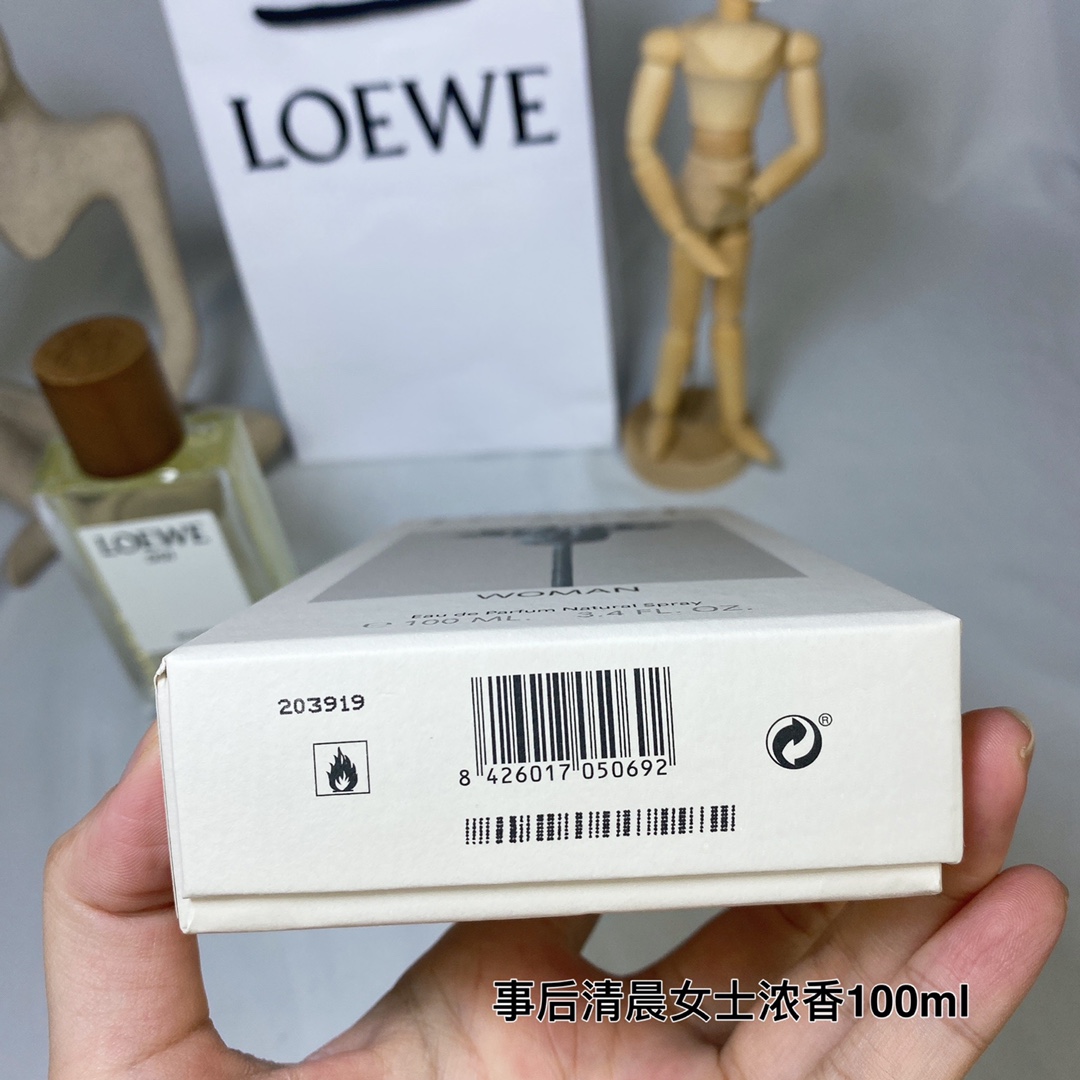 LOEWE
LOEWE
WOMAN
Eau de Parfum Natural Spray
e 100 ML. 3.4 FL. OZ.
203919
®
8 426017 050692
事后清晨女士浓香100ml